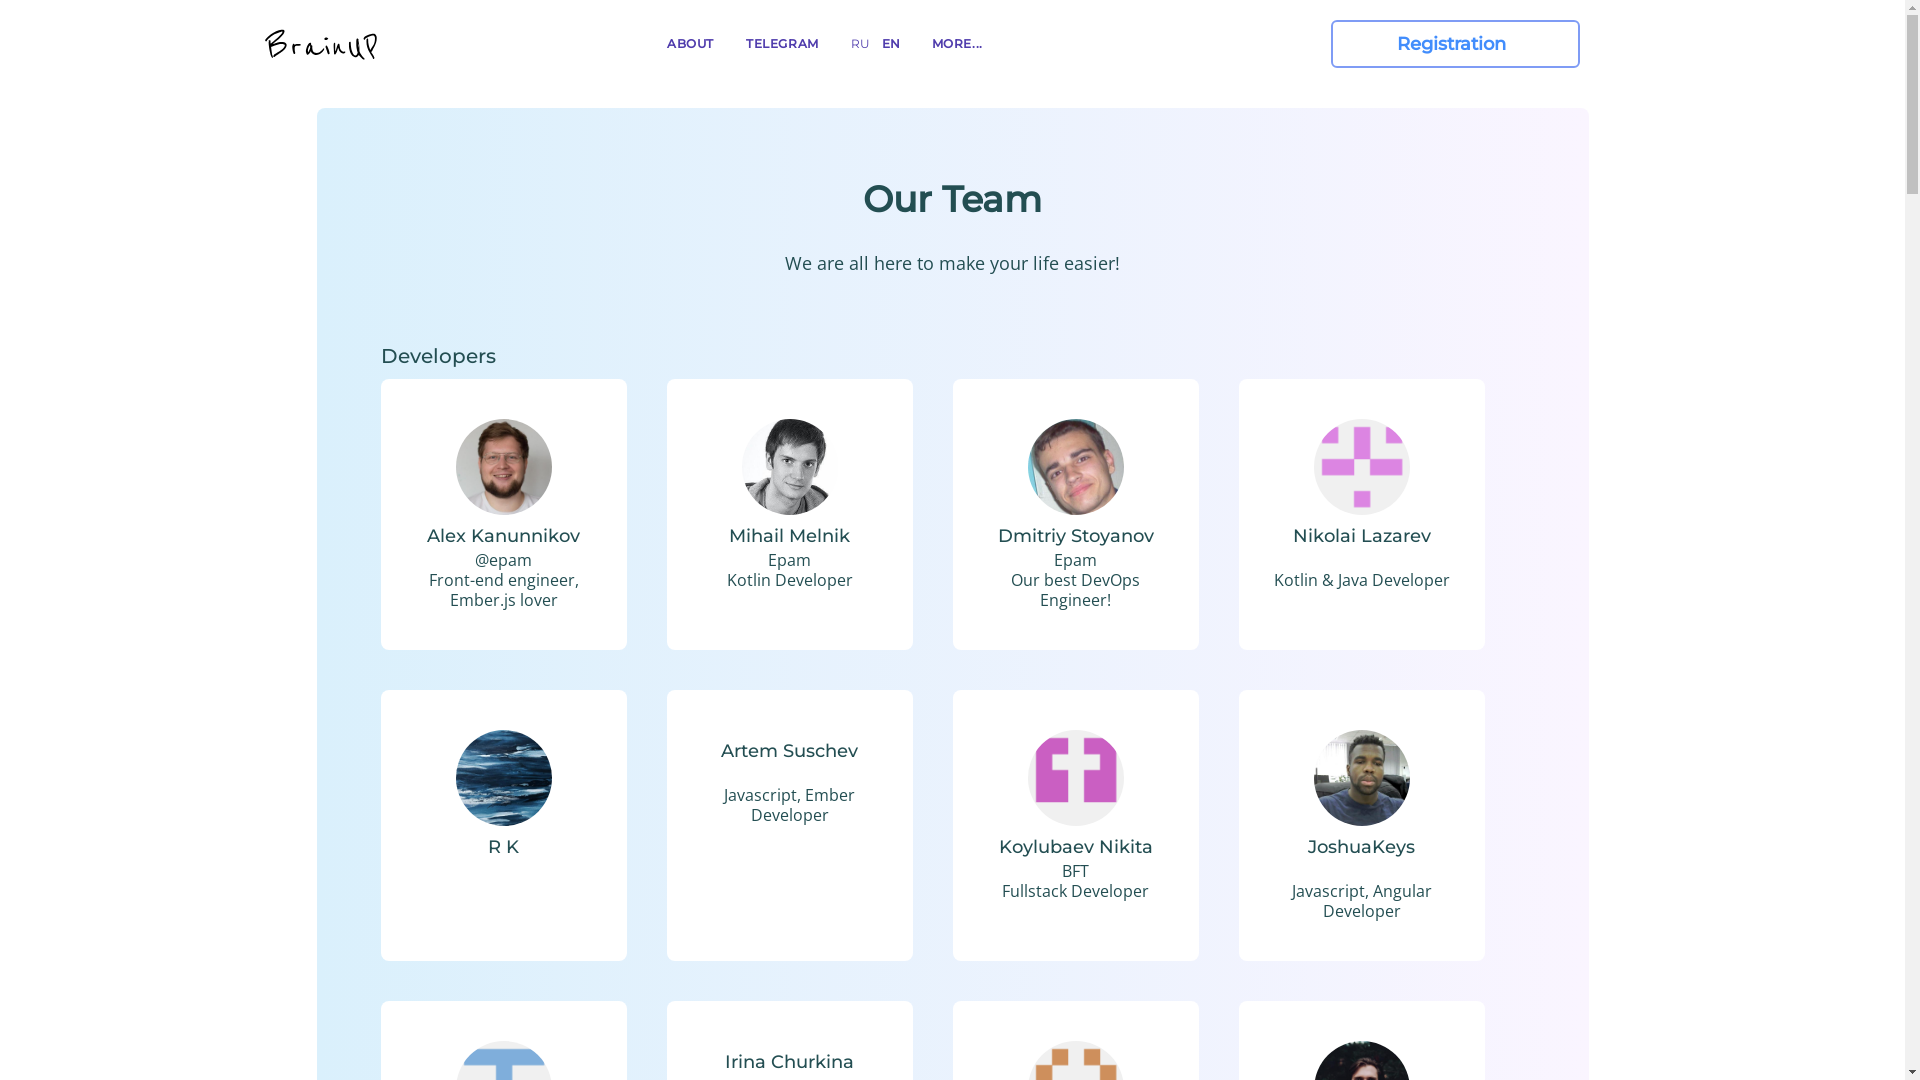 BrainUP
ABOUT
TELEGRAM
RU
EN
MORE...
Registration
Our Team
We are all here to make your life easier!
Developers
Alex Kanunnikov
@epam
Front-end engineer,
Ember.js lover
Mihail Melnik
Epam
Kotlin Developer
Dmitriy Stoyanov
Epam
Our best DevOps
Engineer!
Nikolai Lazarev
Kotlin & Java Developer
R K
Artem Suschev
Javascript, Ember
Developer
Koylubaev Nikita
BFT
Fullstack Developer
JoshuaKeys
Javascript, Angular
Developer
Irina Churkina